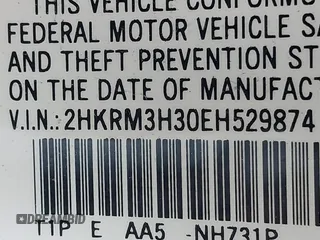 THIS VEHICLE CONFORMS
FEDERAL MOTOR VEHICLE SA
AND THEFT PREVENTION ST
ON THE DATE OF MANUFACT
V.I.N.:2HKRM3H30EH529874
T1P E AA5 -NH731P